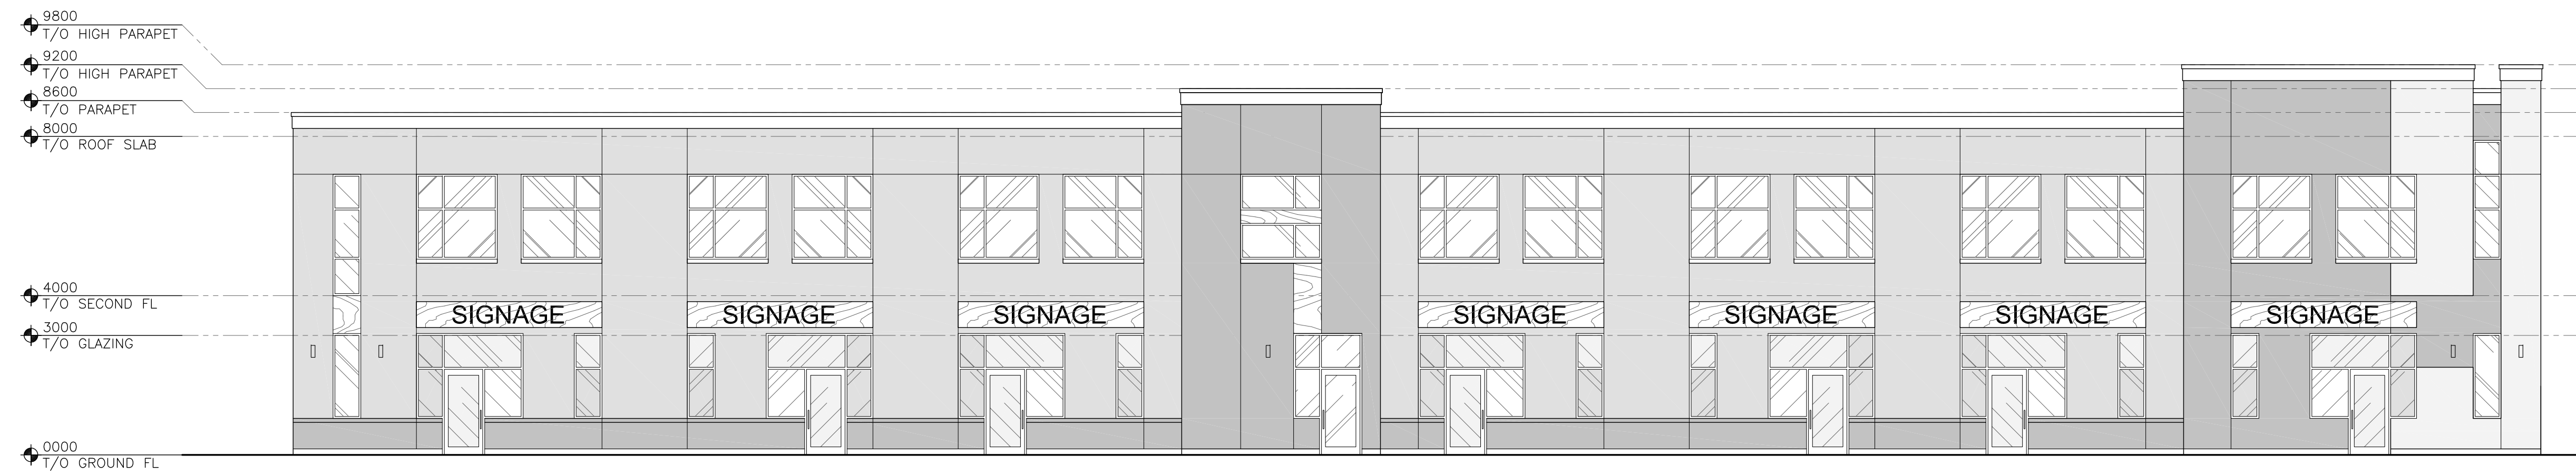 9800
T/O HIGH PARAPET
9200
T/O HIGH PARAPET
8600
T/O PARAPET
8000
T/O ROOF SLAB
4000
T/O SECOND FL
SIGNAGE SIGNAGE SIGNAGE SIGNAGE SIGNAGE SIGNAGE SIGNAGE
3000
T/O GLAZING
0000
T/O GROUND FL